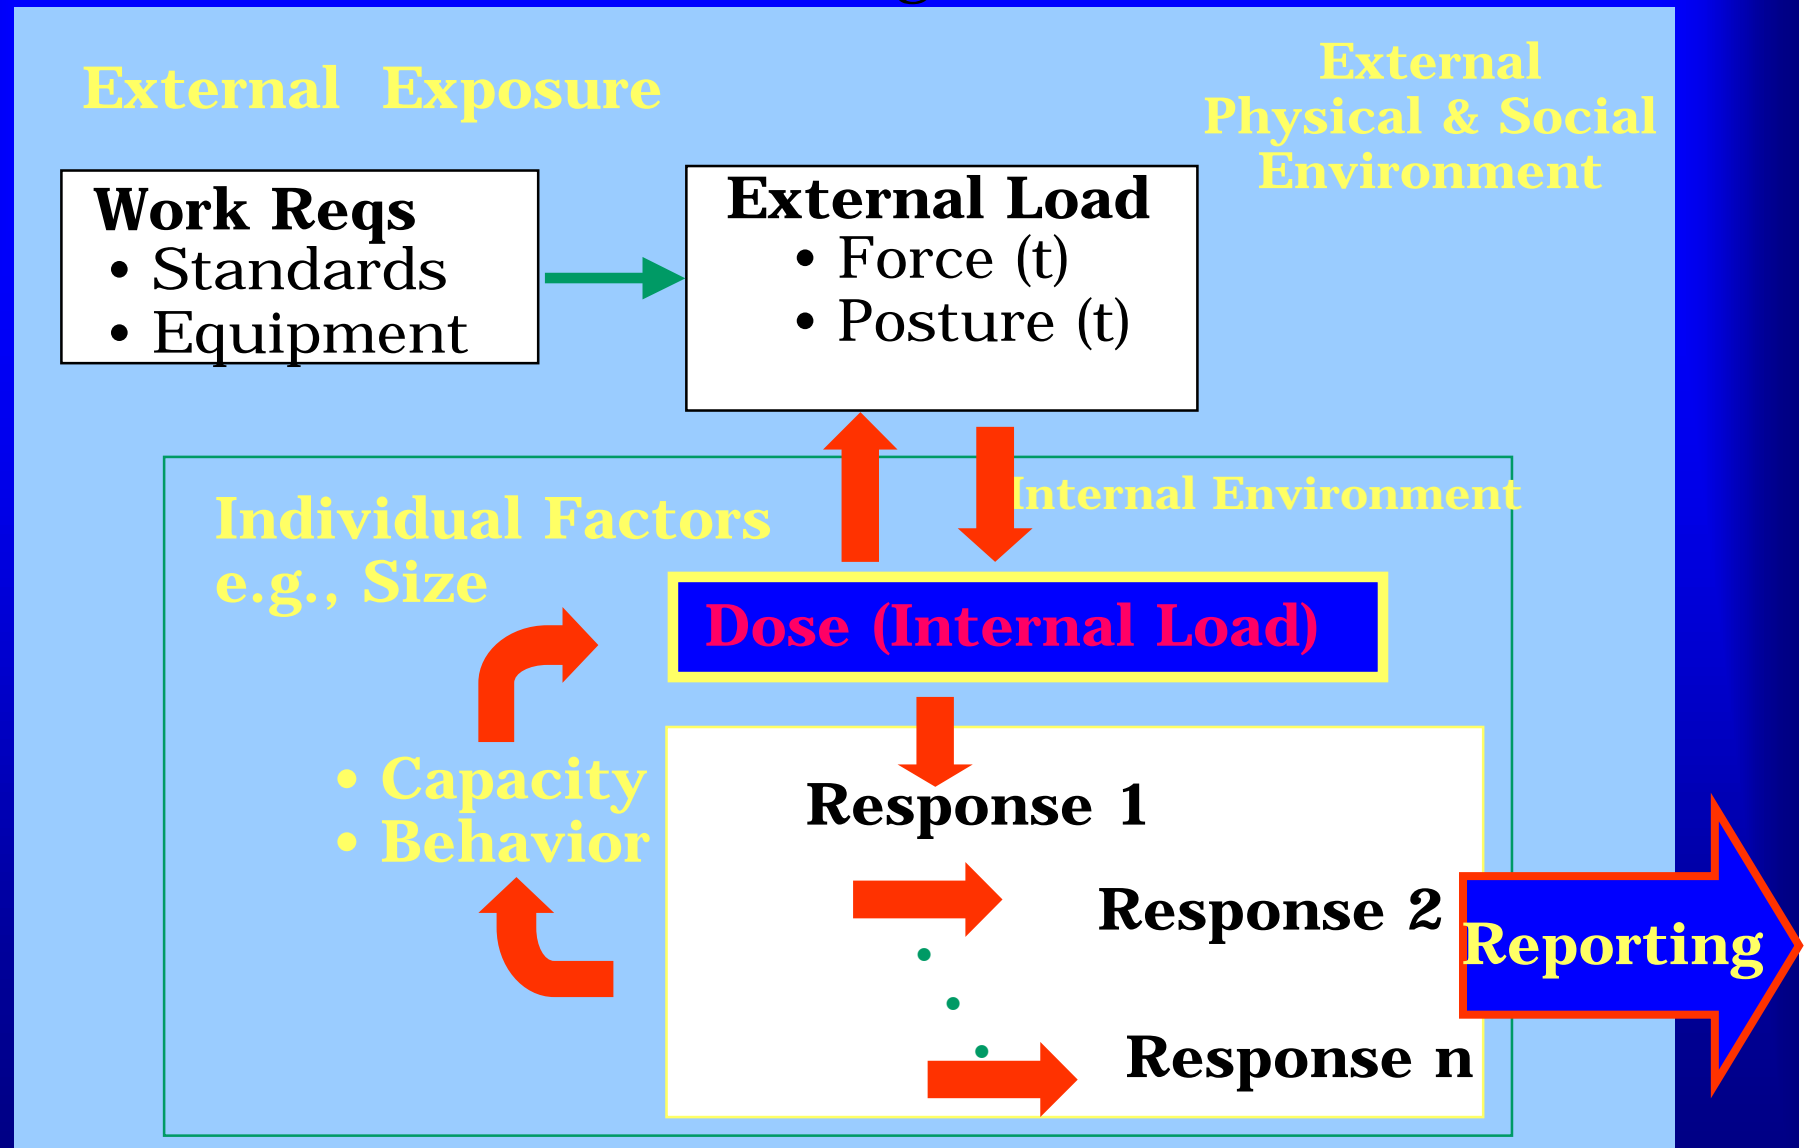 External Exposure
External
Physical & Social
Environment
Work Reqs
• Standards
• Equipment
External Load
• Force (t)
• Posture (t)
Internal Environment
Individual Factors
e.g., Size
Dose (Internal Load)
• Capacity
• Behavior
Response 1
Response 2
Reporting
Response n